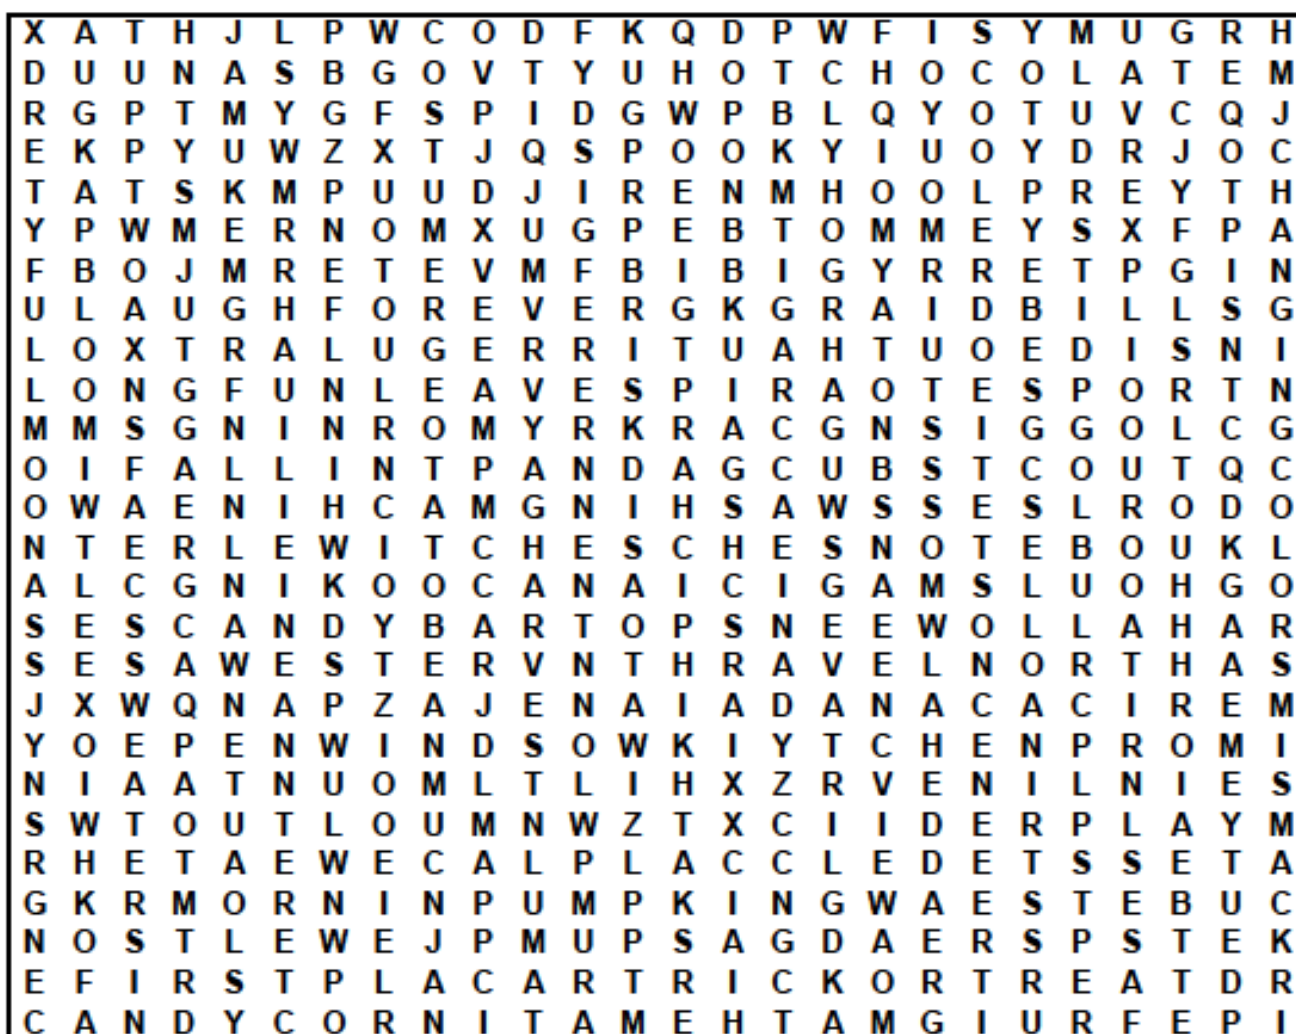 X A T H J L P W C O D F K Q D P W F I S Y M U G R H
D U U N A S B G O V T Y U H O T C H O C O L A T E M
R G P T M Y G F S P I D G W P B L Q Y O T U V C Q J
E K P Y U W Z X T J Q S P O O K Y I U O Y D R J O C
T A T S K M P U U D J I R E N M H O O L P R E Y T H
Y P W M E R N O M X U G P E B T O M M E Y S X F P A
F B O J M R E T E V M F B I B I G Y R R E T P G I N
U L A U G H F O R E V E R G K G R A I D B I L L S G
L O X T R A L U G E R R I T U A H T U O E D I S N I
L O N G F U N L E A V E S P I R A O T E S P O R T N
M M S G N I N R O M Y R K R A C G N S I G G O L C G
O I F A L L I N T P A N D A G C U B S T C O U T Q C
O W A E N I H C A M G N I H S A W S S E S L R O D O
N T E R L E W I T C H E S C H E S N O T E B O U K L
A L C G N I K O O C A N A I C I G A M S L U O H G O
S E S C A N D Y B A R T O P S N E E W O L L A H A R
S E S A W E S T E R V N T H R A V E L N O R T H A S
J X W Q N A P Z A J E N A I A D A N A C A C I R E M
Y O E P E N W I N D S O W K I Y T C H E N P R O M I
N I A A T N U O M L T L I H X Z R V E N I L N I E S
S W T O U T L O U M N W Z T X C I I D E R P L A Y M
R H E T A E W E C A L P L A C C L E D E T S S E T A
G K R M O R N I N P U M P K I N G W A E S T E B U C
N O S T L E W E J P M U P S A G D A E R S P S T E K
E F I R S T P L A C A R T R I C K O R T R E A T D R
C A N D Y C O R N I T A M E H T A M G I U R F E P I